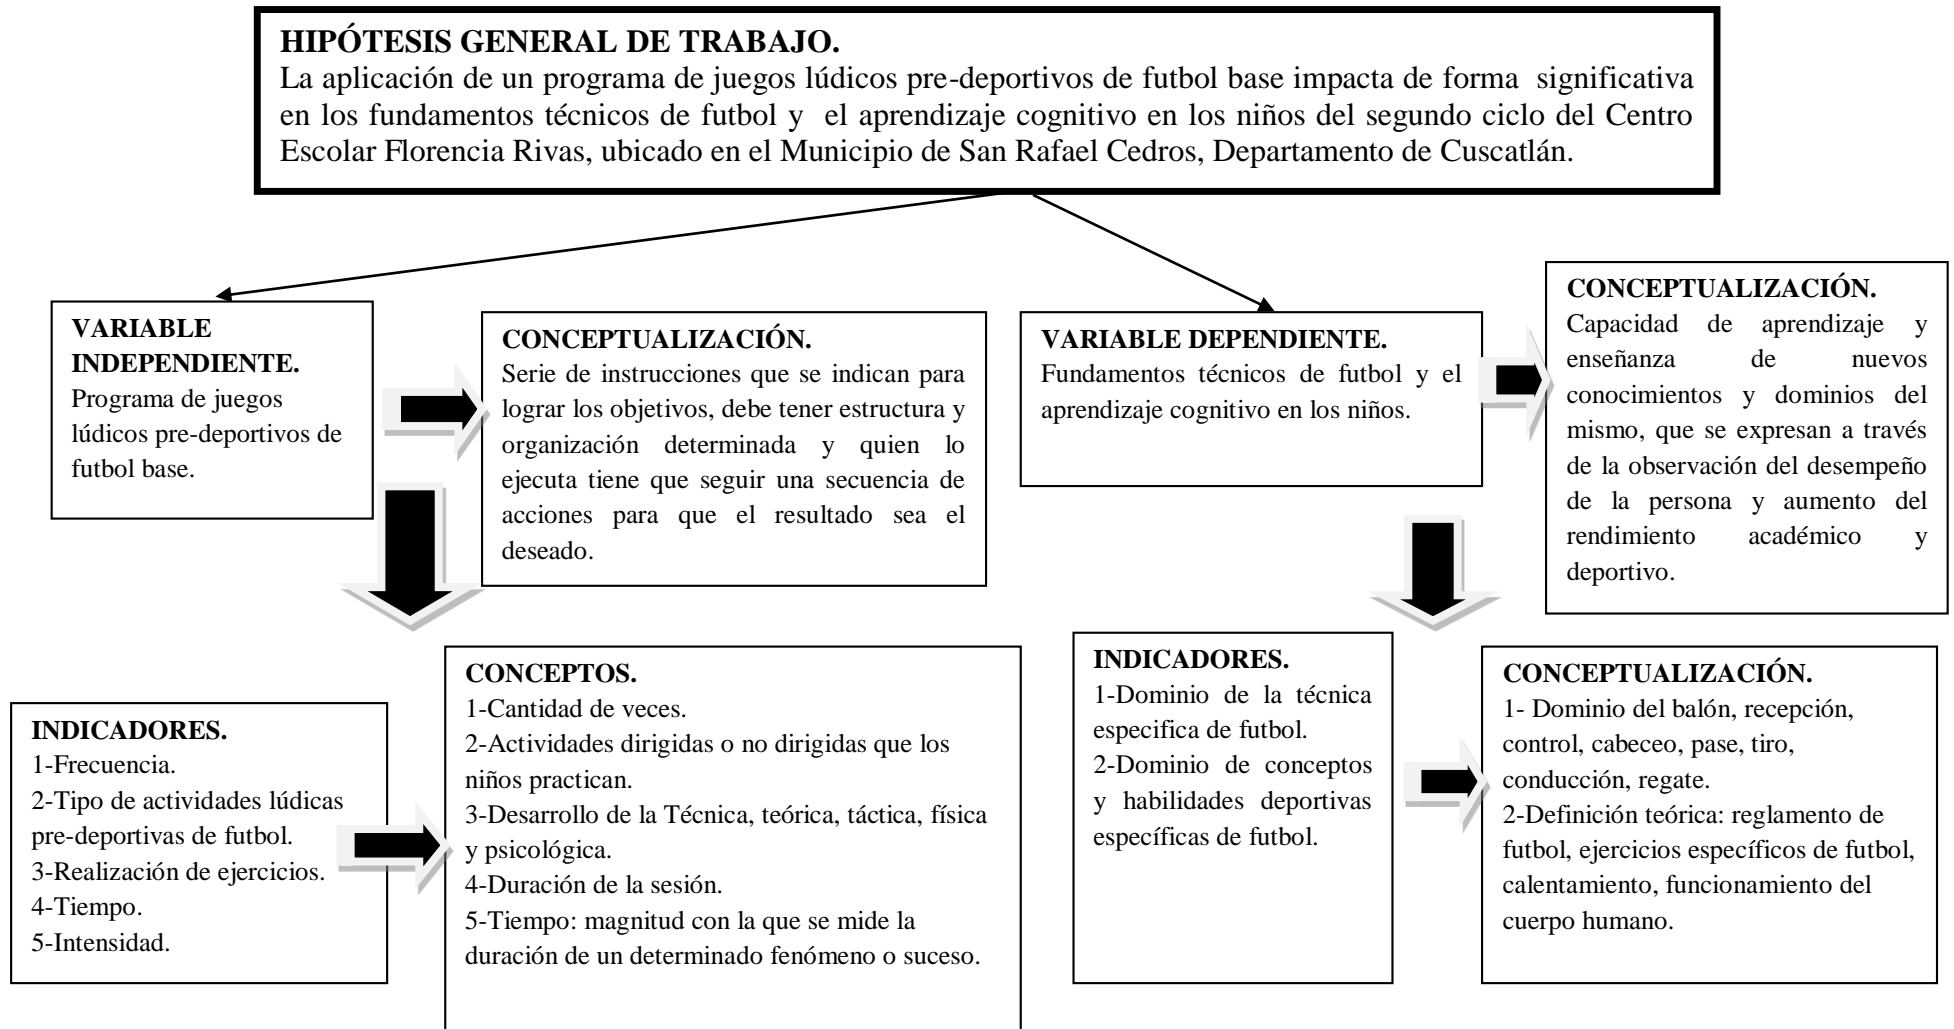 HIPÓTESIS GENERAL DE TRABAJO.
La aplicación de un programa de juegos lúdicos pre-deportivos de futbol base impacta de forma significativa
en los fundamentos técnicos de futbol y el aprendizaje cognitivo en los niños del segundo ciclo del Centro
Escolar Florencia Rivas, ubicado en el Municipio de San Rafael Cedros, Departamento de Cuscatlán.
VARIABLE
INDEPENDIENTE.
Programa de juegos
lúdicos pre-deportivos de
futbol base.
CONCEPTUALIZACIÓN.
Serie de instrucciones que se indican para
lograr los objetivos, debe tener estructura y
organización determinada y quien lo
ejecuta tiene que seguir una secuencia de
acciones para que el resultado sea el
deseado.
VARIABLE DEPENDIENTE.
Fundamentos técnicos de futbol y el
aprendizaje cognitivo en los niños.
CONCEPTUALIZACIÓN.
Capacidad de aprendizaje y
enseñanza de nuevos
conocimientos y dominios del
mismo, que se expresan a través
de la observación del desempeño
de la persona y aumento del
rendimiento académico y
deportivo.
INDICADORES.
1-Frecuencia.
2-Tipo de actividades lúdicas
pre-deportivas de futbol.
3-Realización de ejercicios.
4-Tiempo.
5-Intensidad.
CONCEPTOS.
1-Cantidad de veces.
2-Actividades dirigidas o no dirigidas que los
niños practican.
3-Desarrollo de la Técnica, teórica, táctica, física
y psicológica.
4-Duración de la sesión.
5-Tiempo: magnitud con la que se mide la
duración de un determinado fenómeno o suceso.
INDICADORES.
1-Dominio de la técnica
especifica de futbol.
2-Dominio de conceptos
y habilidades deportivas
específicas de futbol.
CONCEPTUALIZACIÓN.
1- Dominio del balón, recepción,
control, cabeceo, pase, tiro,
conducción, regate.
2-Definición teórica: reglamento de
futbol, ejercicios específicos de futbol,
calentamiento, funcionamiento del
cuerpo humano.